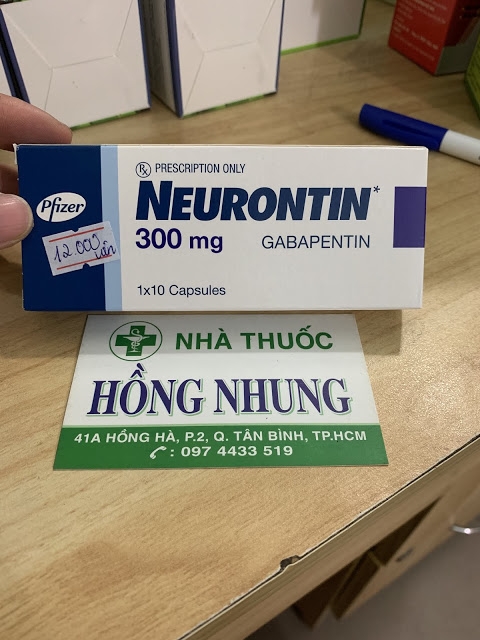 ℞ PRESCRIPTION ONLY
NEURONTIN*
300 mg GABAPENTIN
1x10 Capsules
Pfizer
12.000
NHÀ THUỐC
HỒNG NHUNG
41A HỒNG HÀ, P.2, Q. TÂN BÌNH, TP.HCM
: 097 4433 519